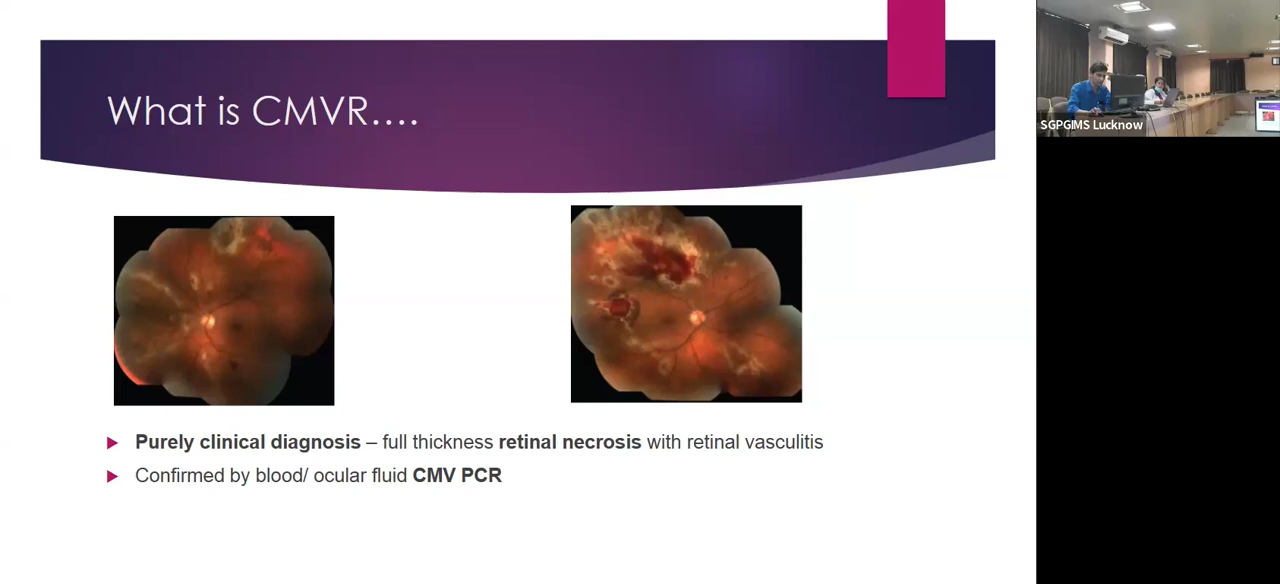 What is CMVR....
SGPGIMS Lucknow
Purely clinical diagnosis – full thickness retinal necrosis with retinal vasculitis
Confirmed by blood/ ocular fluid CMV PCR